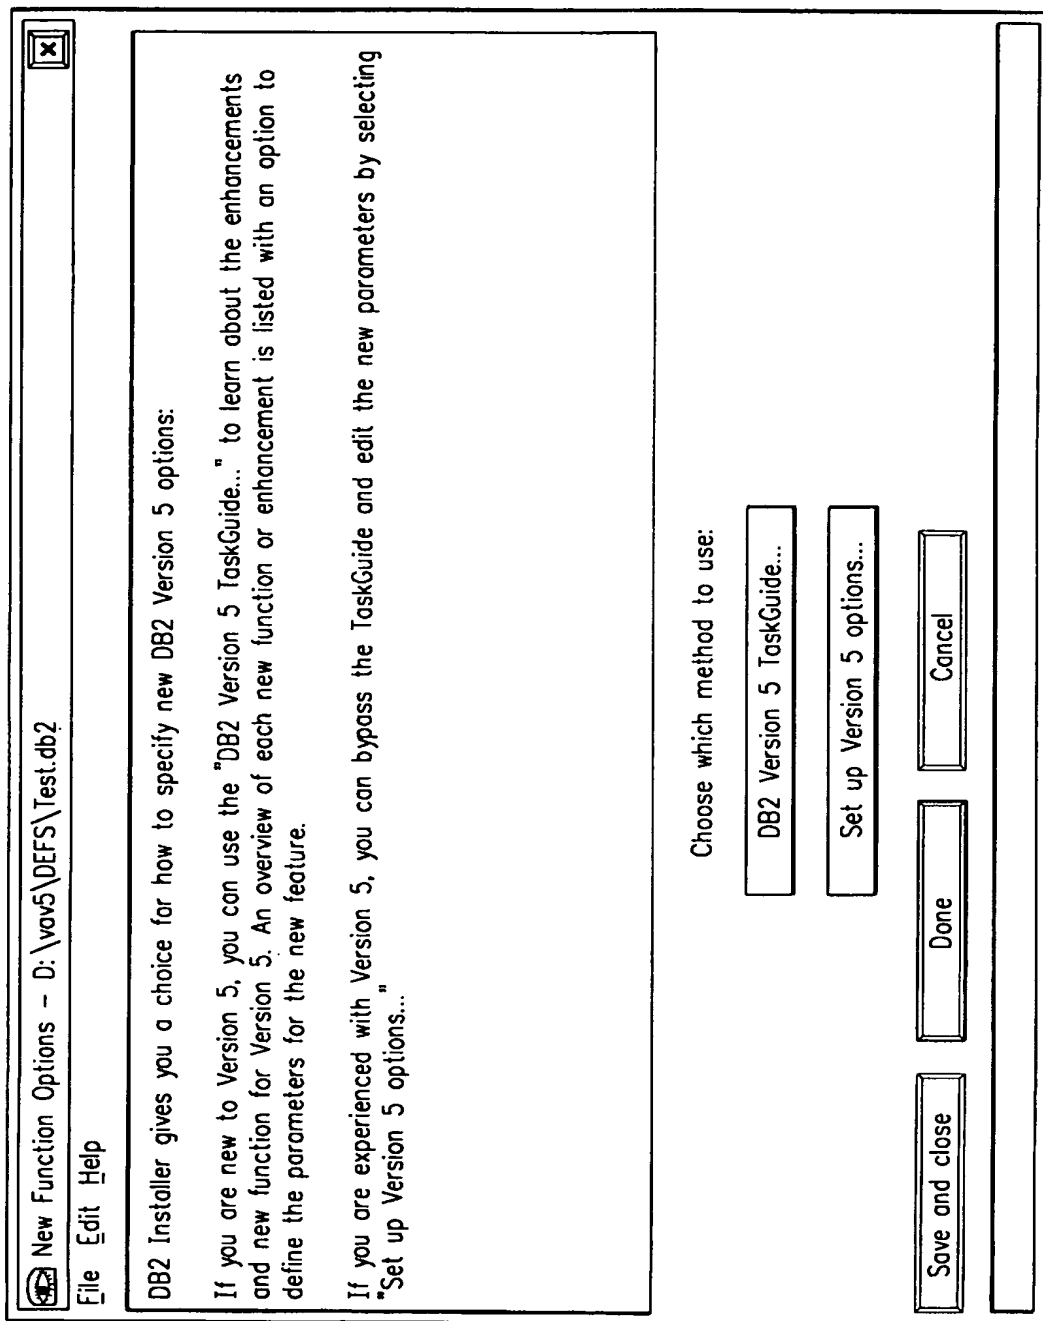 New Function Options – D:\vav5\DEFS\Test.db2
File Edit Help
DB2 Installer gives you a choice for how to specify new DB2 Version 5 options:
If you are new to Version 5, you can use the "DB2 Version 5 TaskGuide..." to learn about the enhancements
and new function for Version 5. An overview of each new function or enhancement is listed with an option to
define the parameters for the new feature.
If you are experienced with Version 5, you can bypass the TaskGuide and edit the new parameters by selecting
"Set up Version 5 options..."
Choose which method to use:
DB2 Version 5 TaskGuide...
Set up Version 5 options...
Save and close Done Cancel